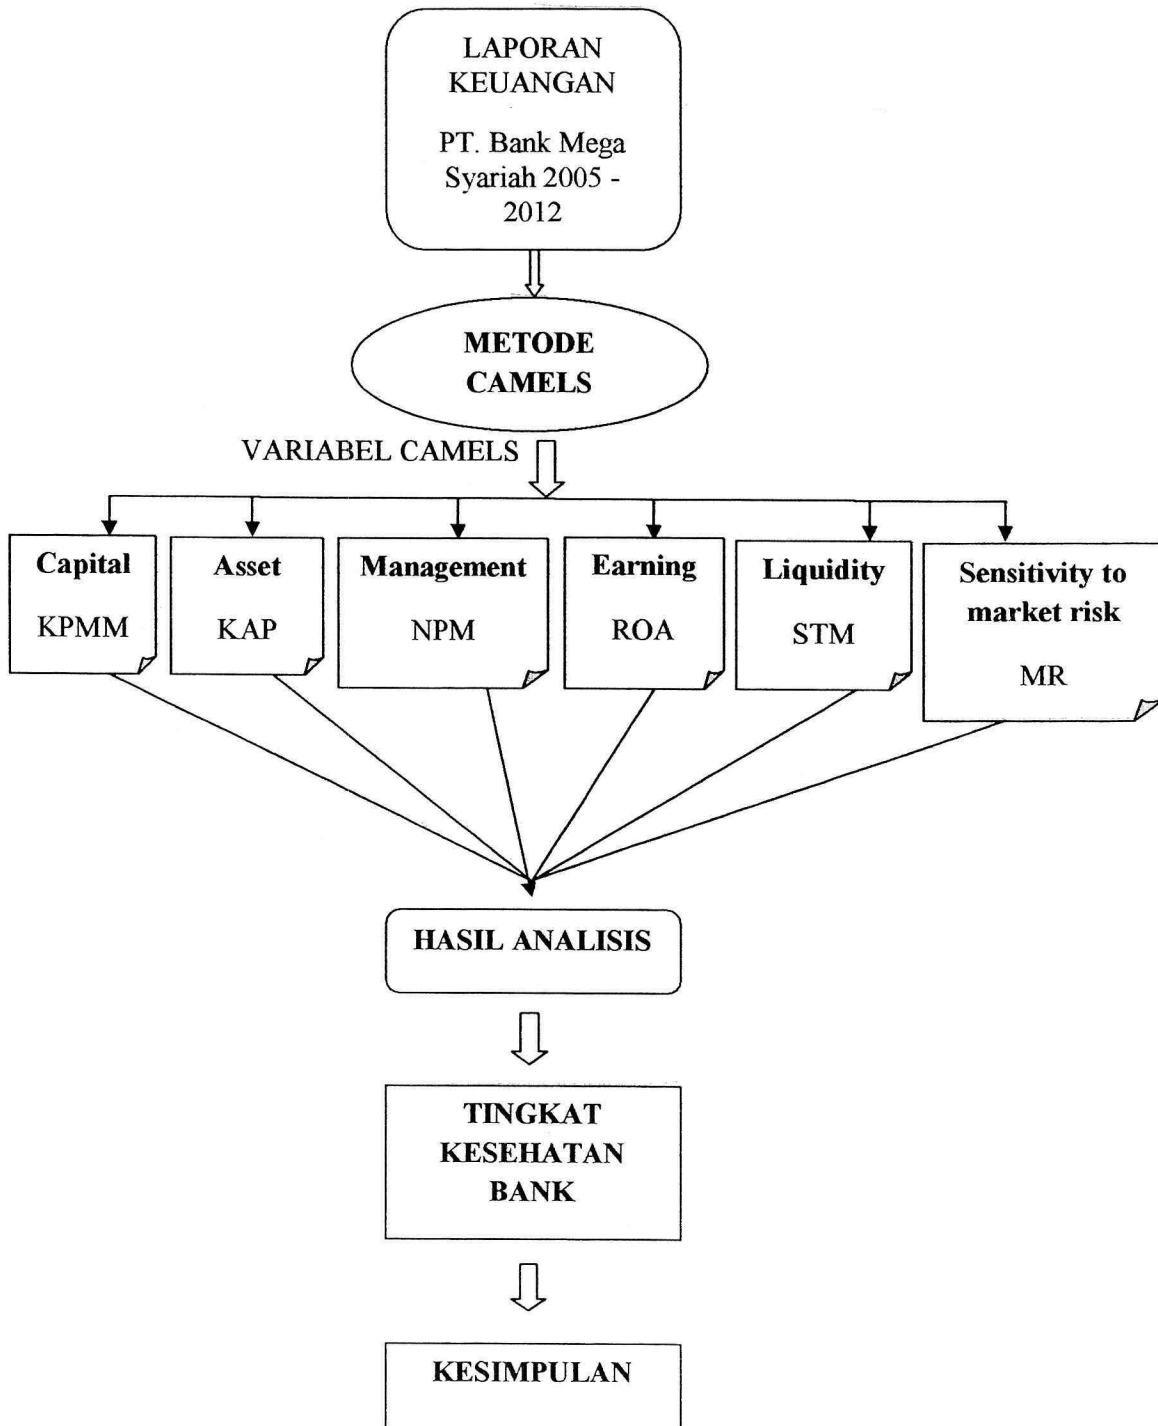 LAPORAN
KEUANGAN
PT. Bank Mega
Syariah 2005 -
2012
METODE
CAMELS
VARIABEL CAMELS
Capital
KPMM
Asset
KAP
Management
NPM
Earning
ROA
Liquidity
STM
Sensitivity to
market risk
MR
HASIL ANALISIS
TINGKAT
KESEHATAN
BANK
KESIMPULAN